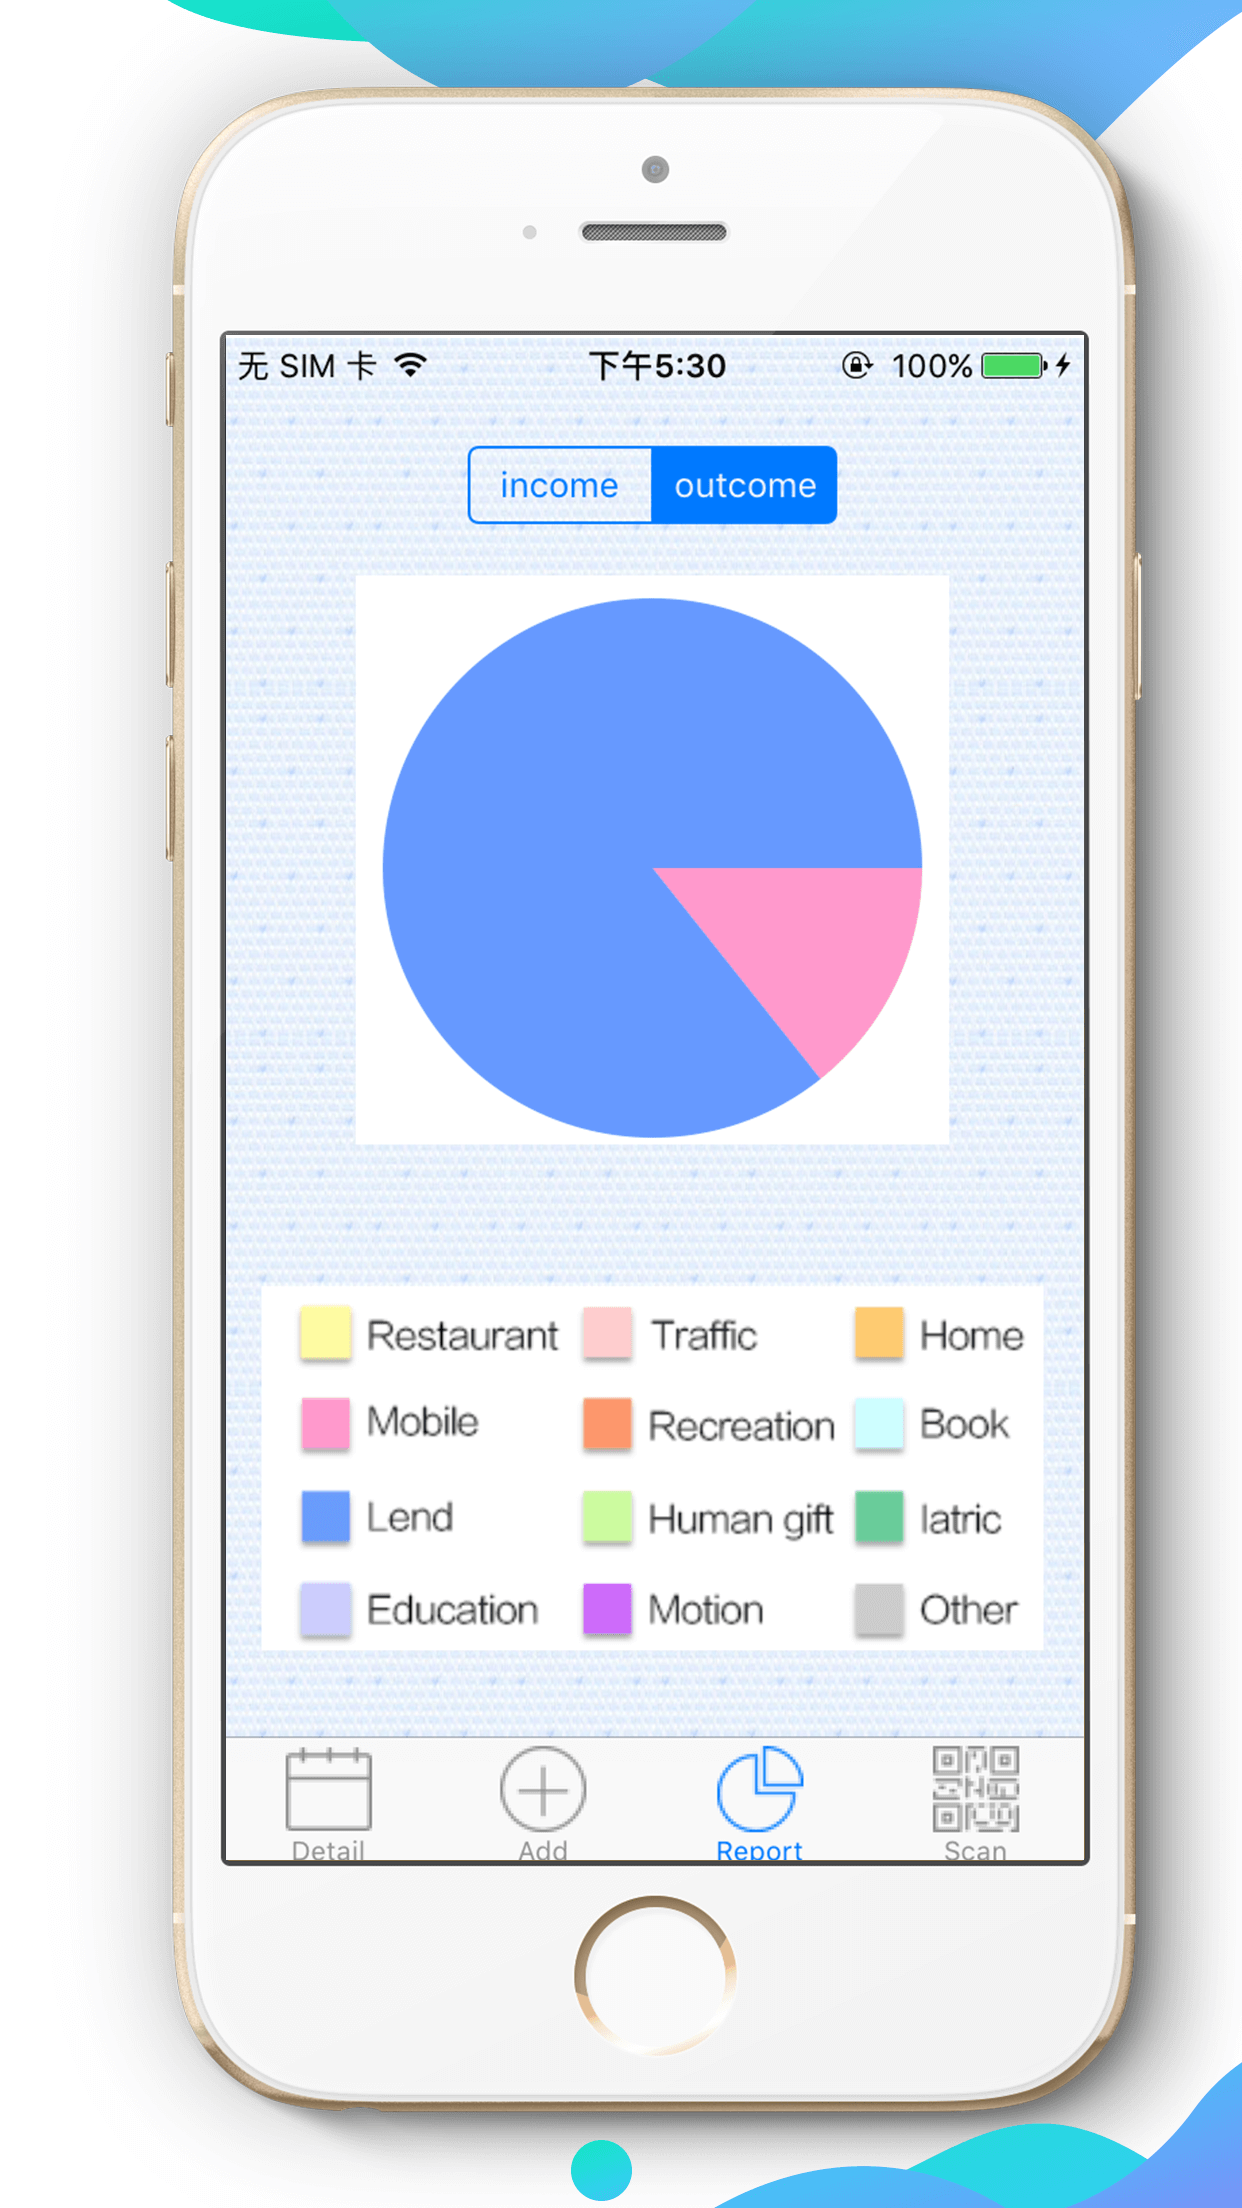 无 SIM 卡 下午5:30 100%
income outcome
Restaurant Traffic Home
Mobile Recreation Book
Lend Human gift Iatric
Education Motion Other
Detail Add Report Scan